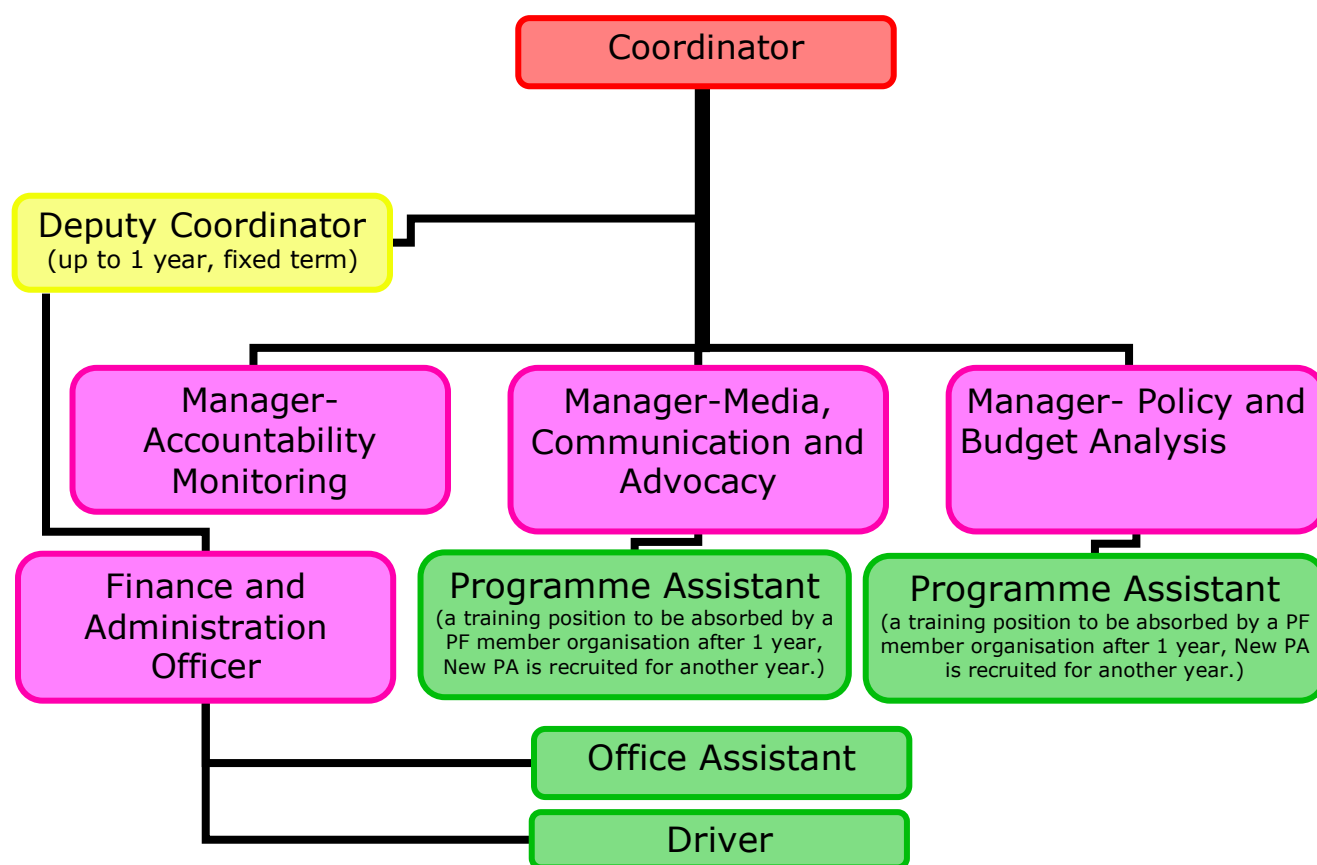 Coordinator
Deputy Coordinator
(up to 1 year, fixed term)
Manager-
Accountability
Monitoring
Manager-Media,
Communication and
Advocacy
Manager- Policy and
Budget Analysis
Finance and
Administration
Officer
Programme Assistant
(a training position to be absorbed by a
PF member organisation after 1 year,
New PA is recruited for another year.)
Programme Assistant
(a training position to be absorbed by a PF
member organisation after 1 year, New PA
is recruited for another year.)
Office Assistant
Driver